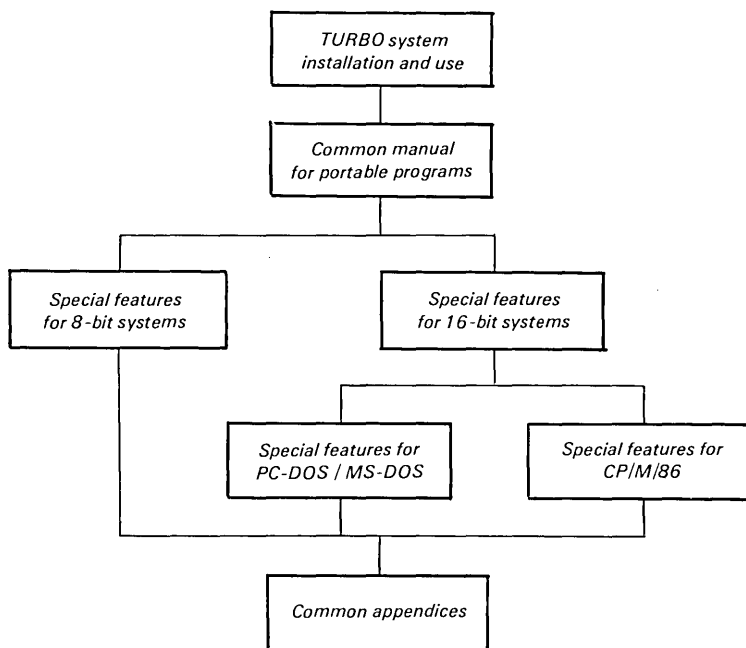 TURBO system
installation and use
Common manual
for portable programs
Special features
for 8-bit systems
Special features
for 16-bit systems
Special features for
PC-DOS / MS-DOS
Special features for
CP/M/86
Common appendices